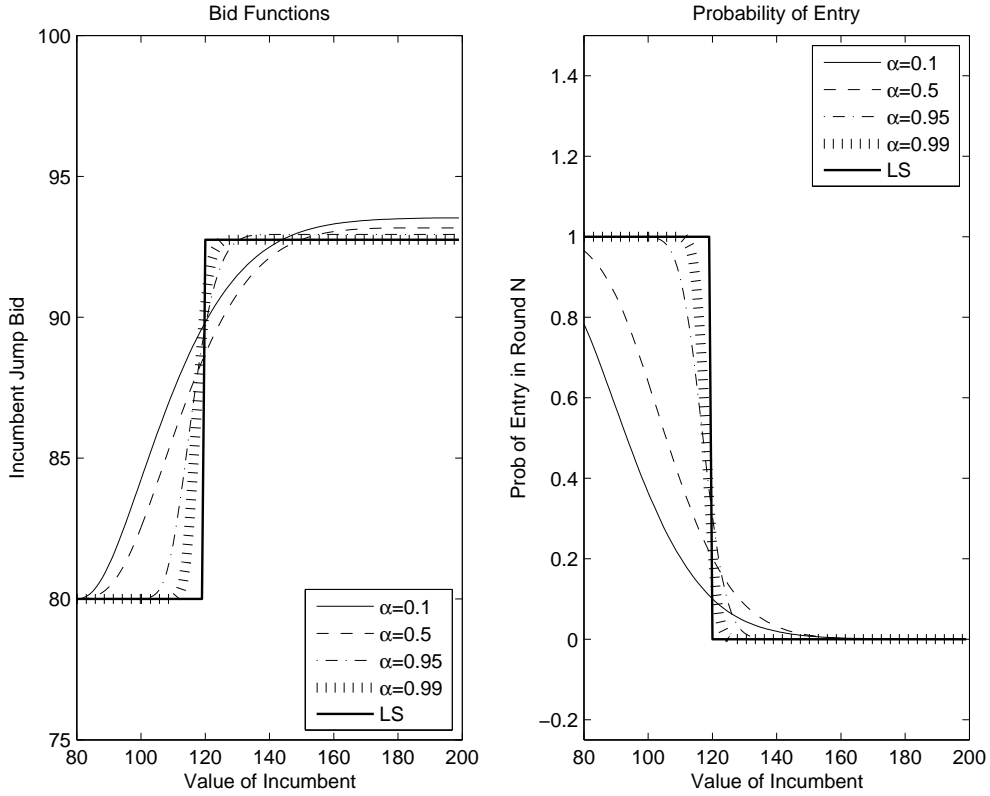 Bid Functions
100
95
90
85
80
75
80
100
120
140
160
180
200
Incumbent Jump Bid
Value of Incumbent
α=0.1
α=0.5
α=0.95
α=0.99
LS
Probability of Entry
1.4
1.2
1
0.8
0.6
0.4
0.2
0
−0.2
80
100
120
140
160
180
200
Prob of Entry in Round N
Value of Incumbent
α=0.1
α=0.5
α=0.95
α=0.99
LS